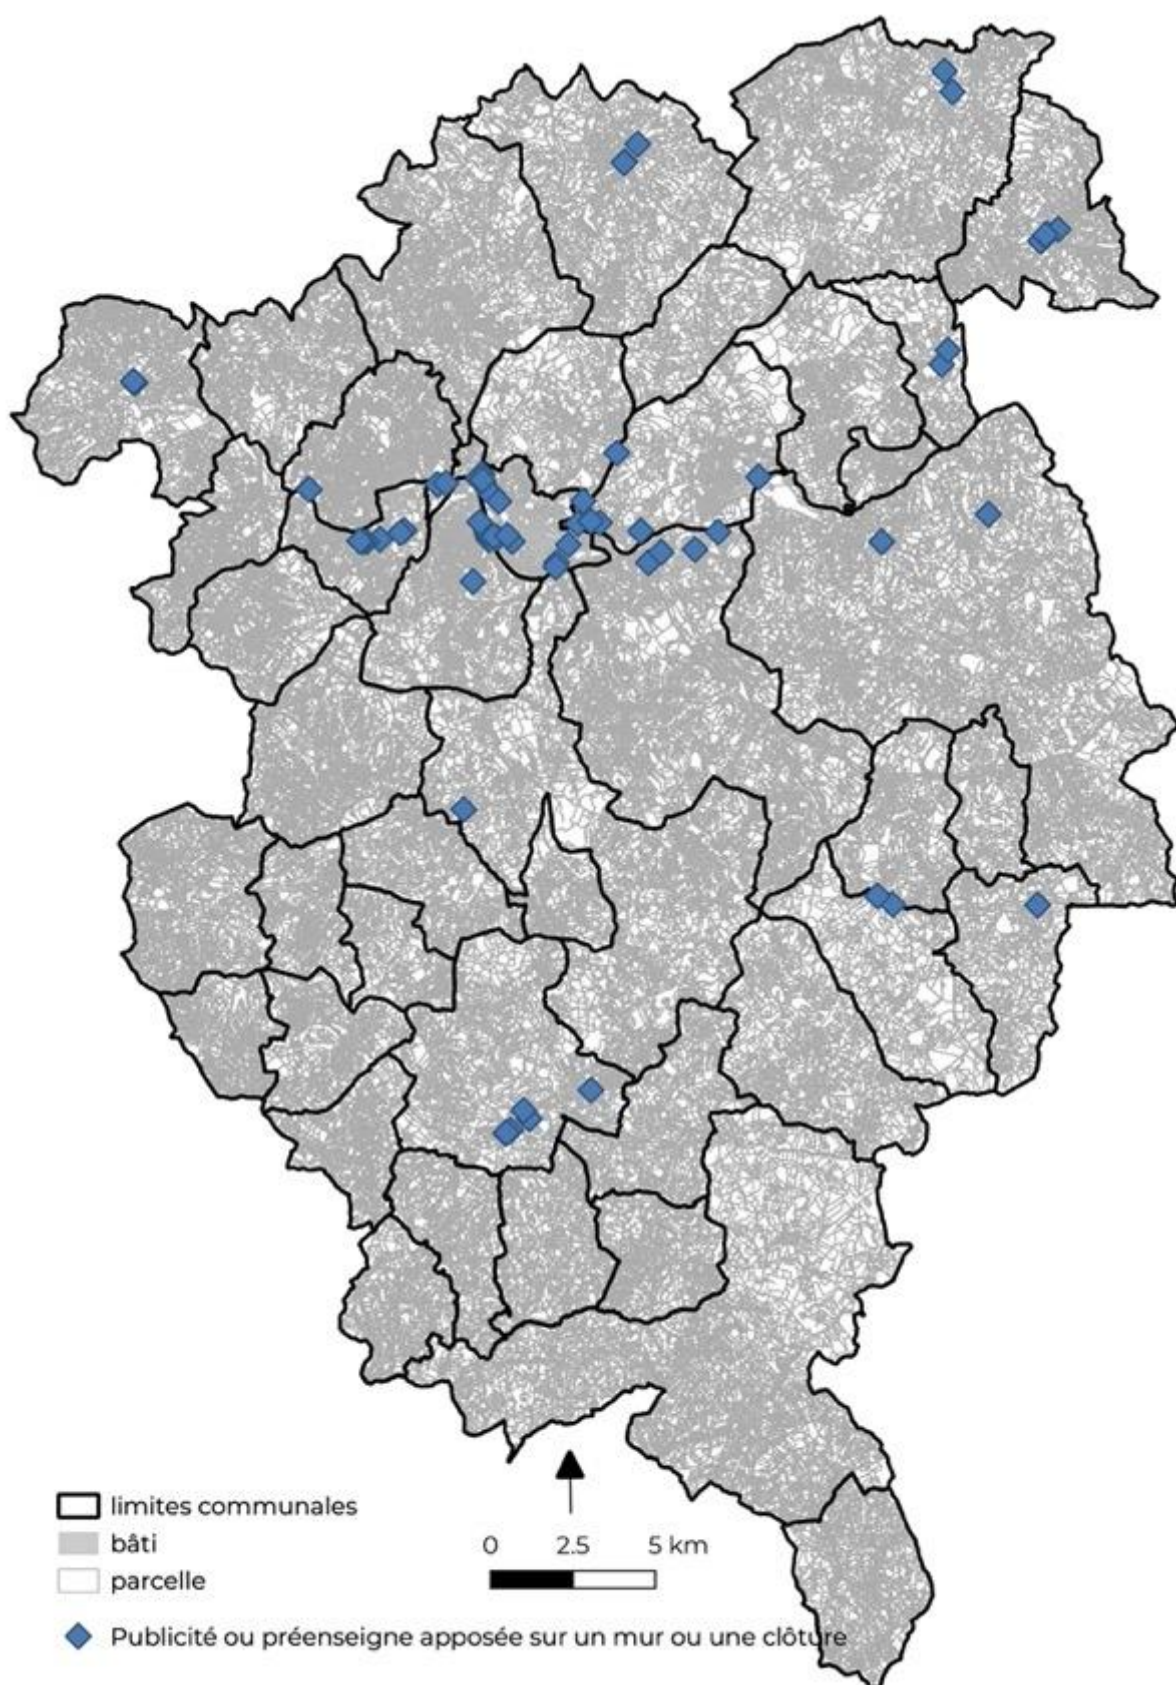 limites communales
bâti
parcelle
0 2.5 5 km
Publicité ou préenseigne apposée sur un mur ou une clôture